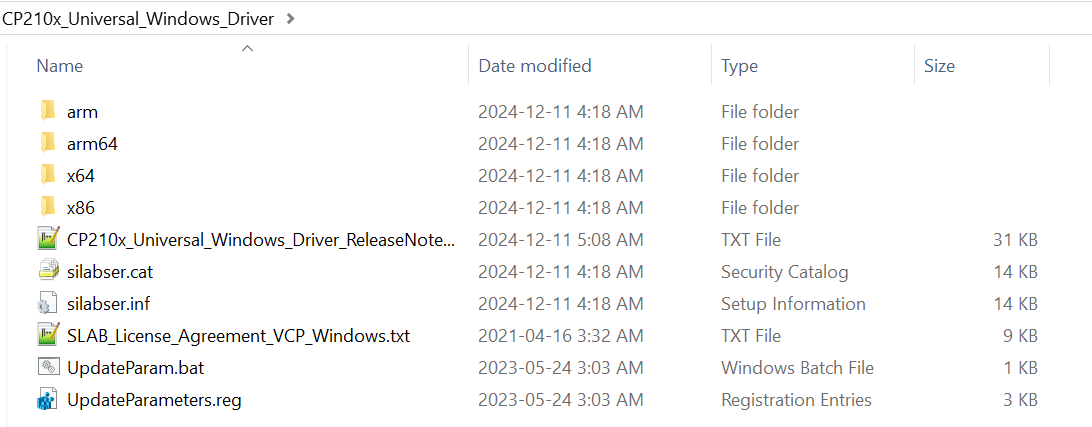 CP210x_Universal_Windows_Driver
Name Date modified Type Size
arm 2024-12-11 4:18 AM File folder
arm64 2024-12-11 4:18 AM File folder
x64 2024-12-11 4:18 AM File folder
x86 2024-12-11 4:18 AM File folder
CP210x_Universal_Windows_Driver_ReleaseNote... 2024-12-11 5:08 AM TXT File 31 KB
silabser.cat 2024-12-11 4:18 AM Security Catalog 14 KB
silabser.inf 2024-12-11 4:18 AM Setup Information 14 KB
SLAB_License_Agreement_VCP_Windows.txt 2021-04-16 3:32 AM TXT File 9 KB
UpdateParam.bat 2023-05-24 3:03 AM Windows Batch File 1 KB
UpdateParameters.reg 2023-05-24 3:03 AM Registration Entries 3 KB